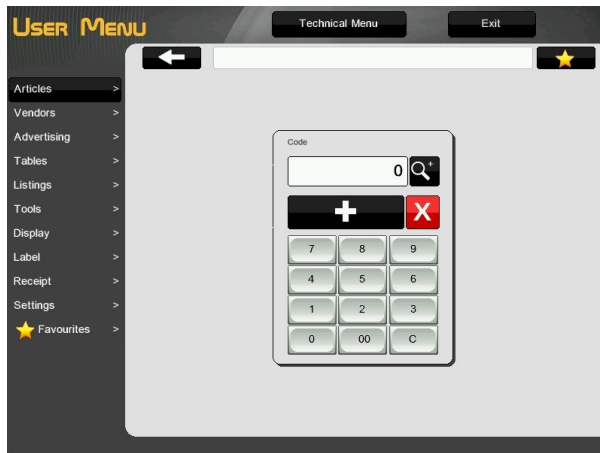 USER MENU
Technical Menu
Exit
Articles >
Vendors >
Advertising >
Tables >
Listings >
Tools >
Display >
Label >
Receipt >
Settings >
Favourites >
Code
0
X
7 8 9
4 5 6
1 2 3
0 00 C